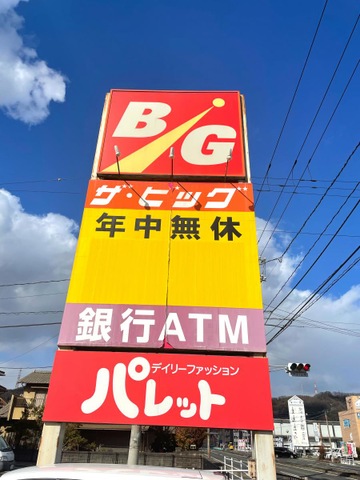 BiG
ザ・ビッグ
年中無休
銀行ATM
デイリーファッション
パレット